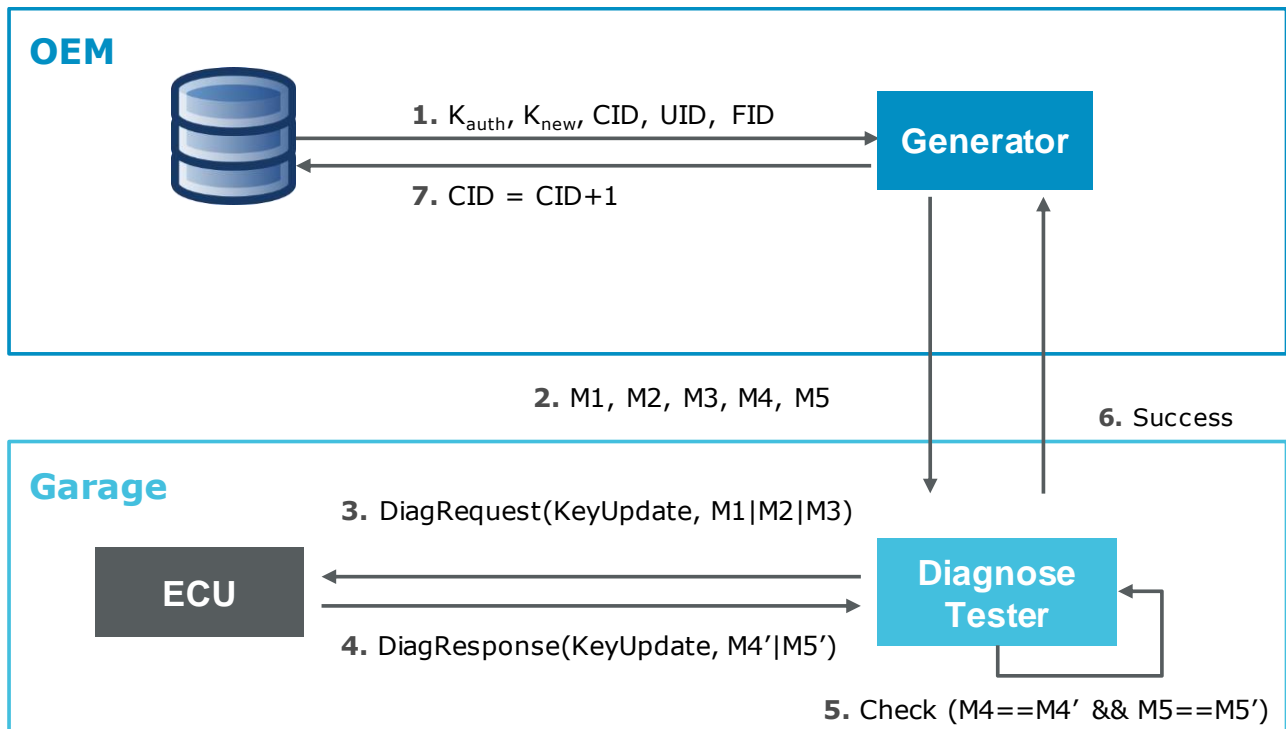 OEM
1. Kauth, Knew, CID, UID, FID
Generator
7. CID = CID+1
2. M1, M2, M3, M4, M5
6. Success
Garage
3. DiagRequest(KeyUpdate, M1|M2|M3)
ECU
Diagnose
Tester
4. DiagResponse(KeyUpdate, M4’|M5’)
5. Check (M4==M4’ && M5==M5’)